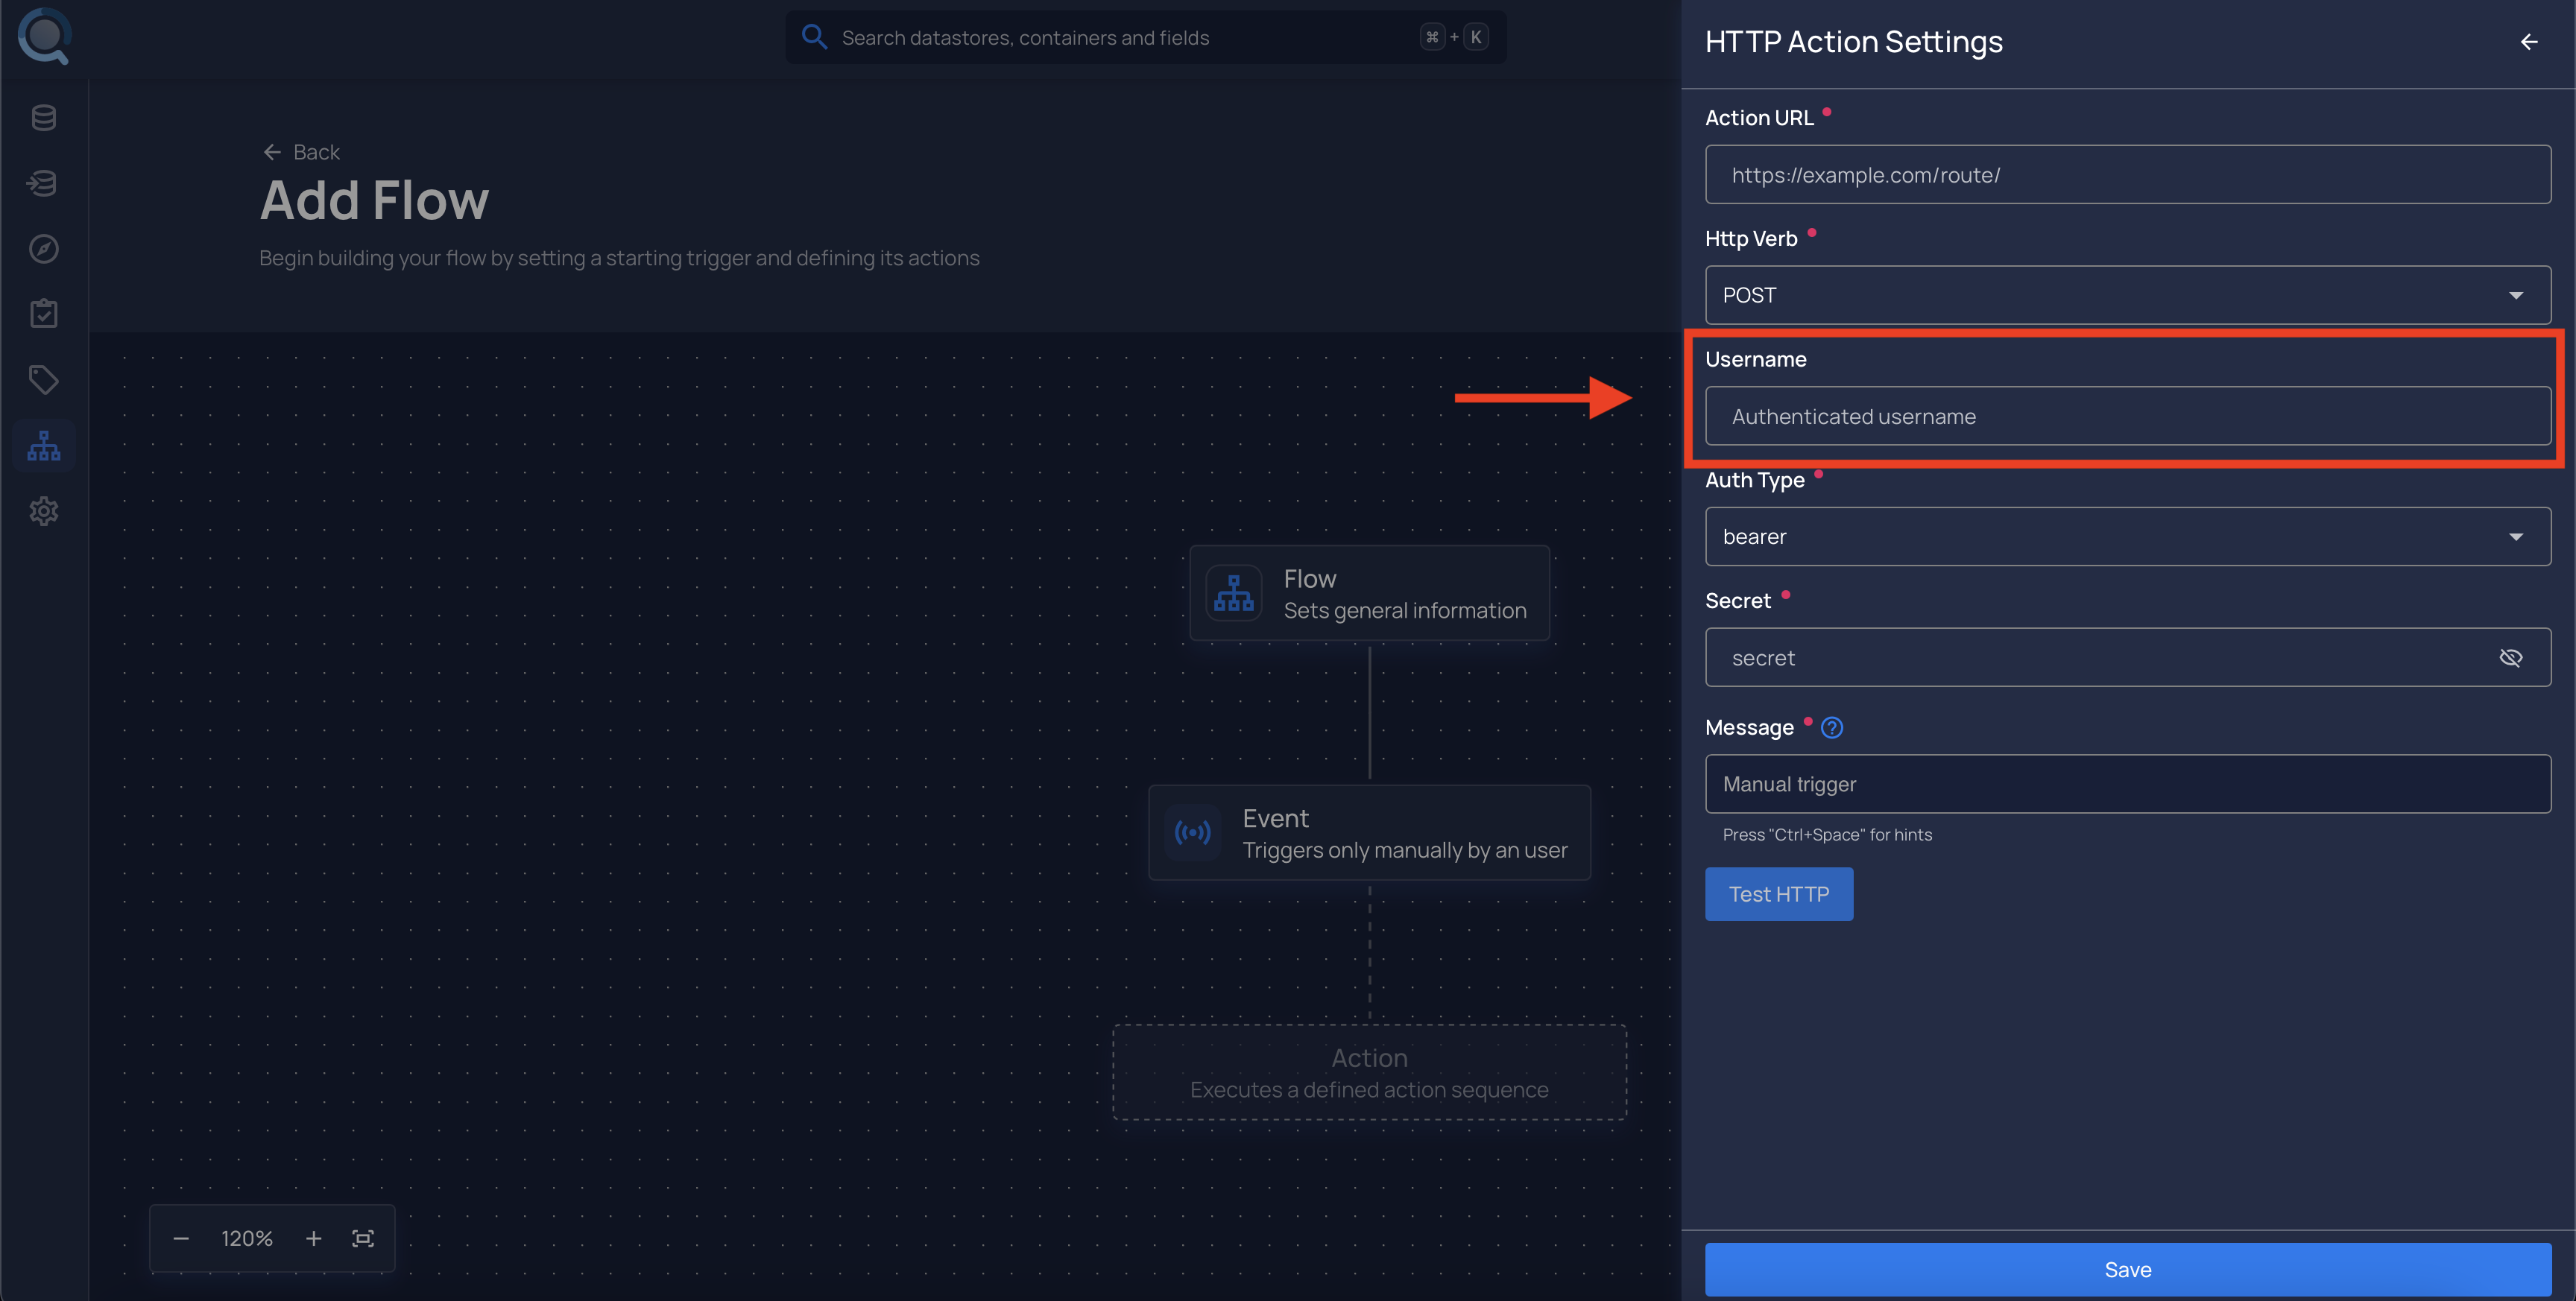 Search datastores, containers and fields
⌘ + K
Back
Add Flow
Begin building your flow by setting a starting trigger and defining its actions
Flow
Sets general information
Event
Triggers only manually by an user
Action
Executes a defined action sequence
120%
HTTP Action Settings
Action URL
https://example.com/route/
Http Verb
POST
Username
Authenticated username
Auth Type
bearer
Secret
secret
Message
Manual trigger
Press "Ctrl+Space" for hints
Test HTTP
Save